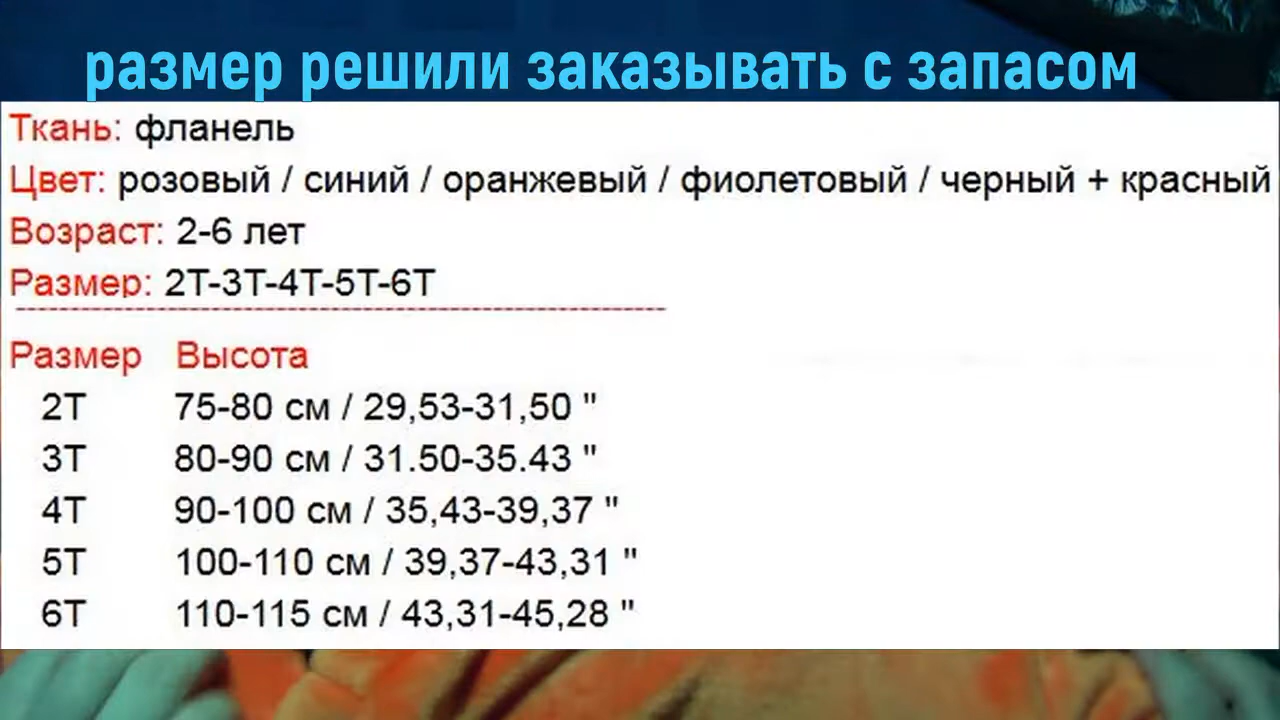 размер решили заказывать с запасом
Ткань: фланель
Цвет: розовый / синий / оранжевый / фиолетовый / черный + красный
Возраст: 2-6 лет
Размер: 2T-3T-4T-5T-6T
Размер Высота
2T 75-80 см / 29,53-31,50 "
3T 80-90 см / 31.50-35.43 "
4T 90-100 см / 35,43-39,37 "
5T 100-110 см / 39,37-43,31 "
6T 110-115 см / 43,31-45,28 "